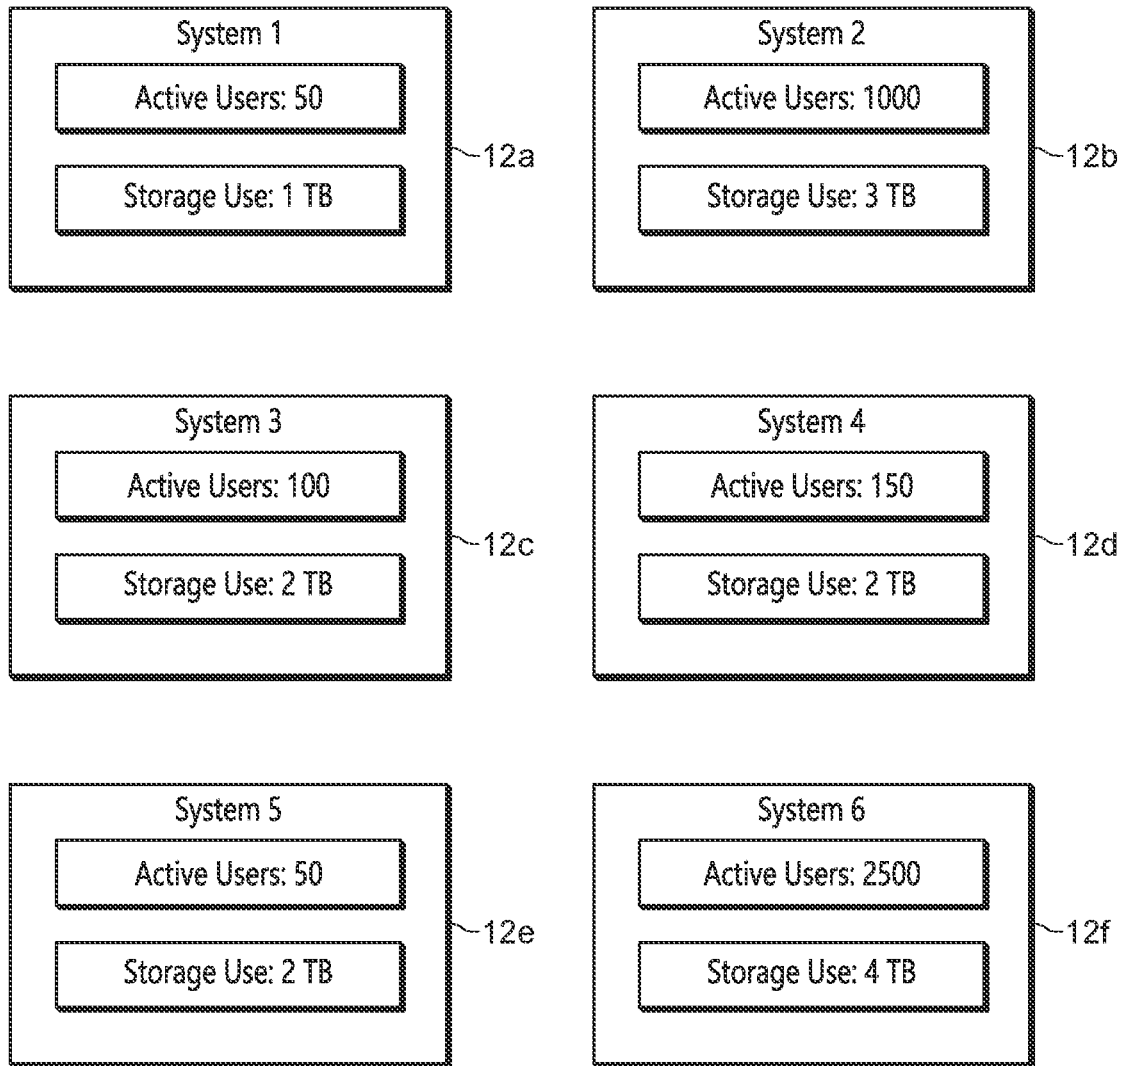 System 1
Active Users: 50
Storage Use: 1 TB
12a
System 2
Active Users: 1000
Storage Use: 3 TB
12b
System 3
Active Users: 100
Storage Use: 2 TB
12c
System 4
Active Users: 150
Storage Use: 2 TB
12d
System 5
Active Users: 50
Storage Use: 2 TB
12e
System 6
Active Users: 2500
Storage Use: 4 TB
12f